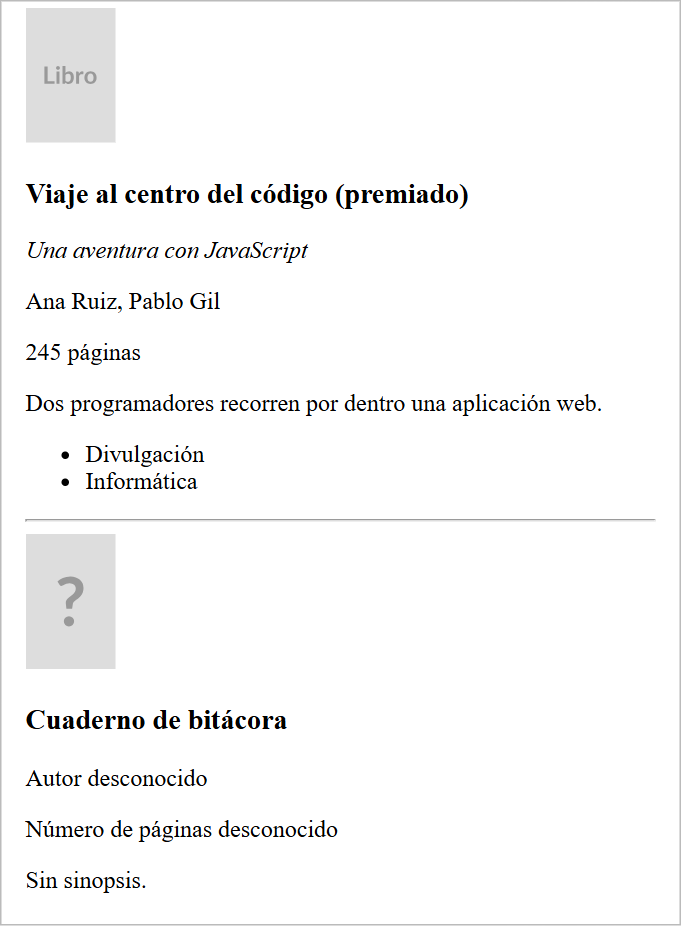 Libro
Viaje al centro del código (premiado)
Una aventura con JavaScript
Ana Ruiz, Pablo Gil
245 páginas
Dos programadores recorren por dentro una aplicación web.
• Divulgación
• Informática
?
Cuaderno de bitácora
Autor desconocido
Número de páginas desconocido
Sin sinopsis.